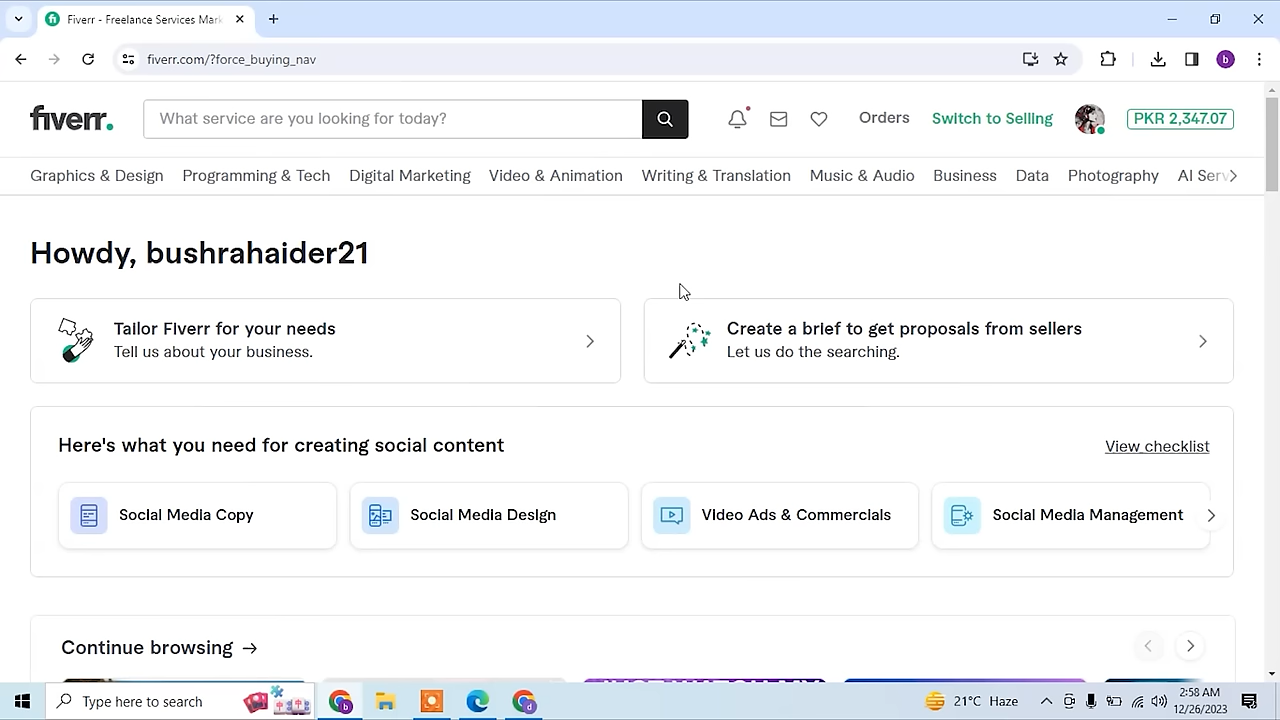 Fiverr - Freelance Services Mark
fiverr.com/?force_buying_nav
fiverr.
What service are you looking for today?
Orders
Switch to Selling
PKR 2,347.07
Graphics & Design
Programming & Tech
Digital Marketing
Video & Animation
Writing & Translation
Music & Audio
Business
Data
Photography
AI Serv
Howdy, bushrahaider21
Tailor Fiverr for your needs
Tell us about your business.
Create a brief to get proposals from sellers
Let us do the searching.
Here's what you need for creating social content
View checklist
Social Media Copy
Social Media Design
Video Ads & Commercials
Social Media Management
Continue browsing →
Type here to search
21°C Haze
2:58 AM
12/26/2023